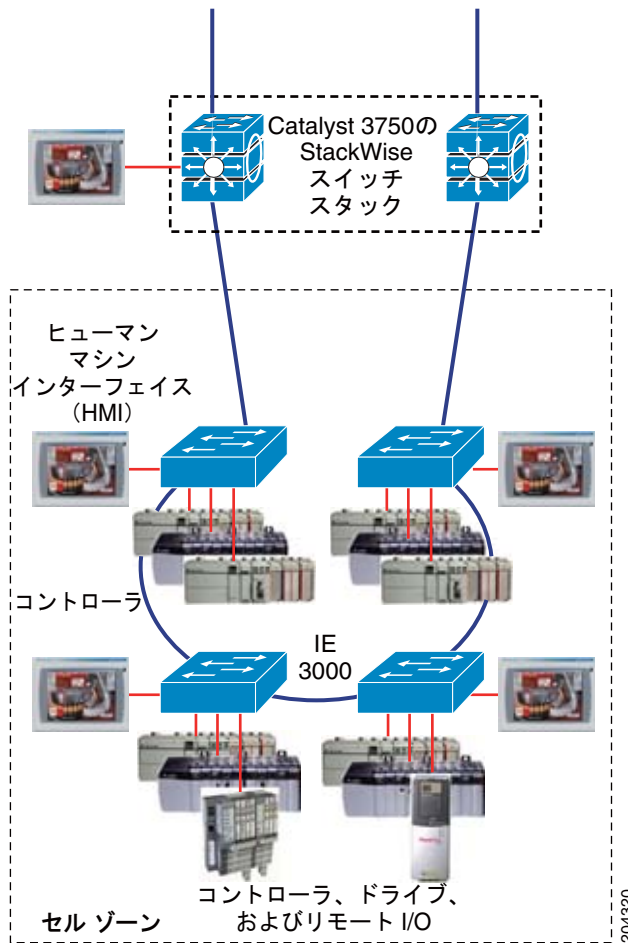 Catalyst 3750の
StackWise
スイッチ
スタック
ヒューマン
マシン
インターフェイス
（HMI）
コントローラ
IE
3000
コントローラ、ドライブ、
およびリモート I/O
セル ゾーン
204320